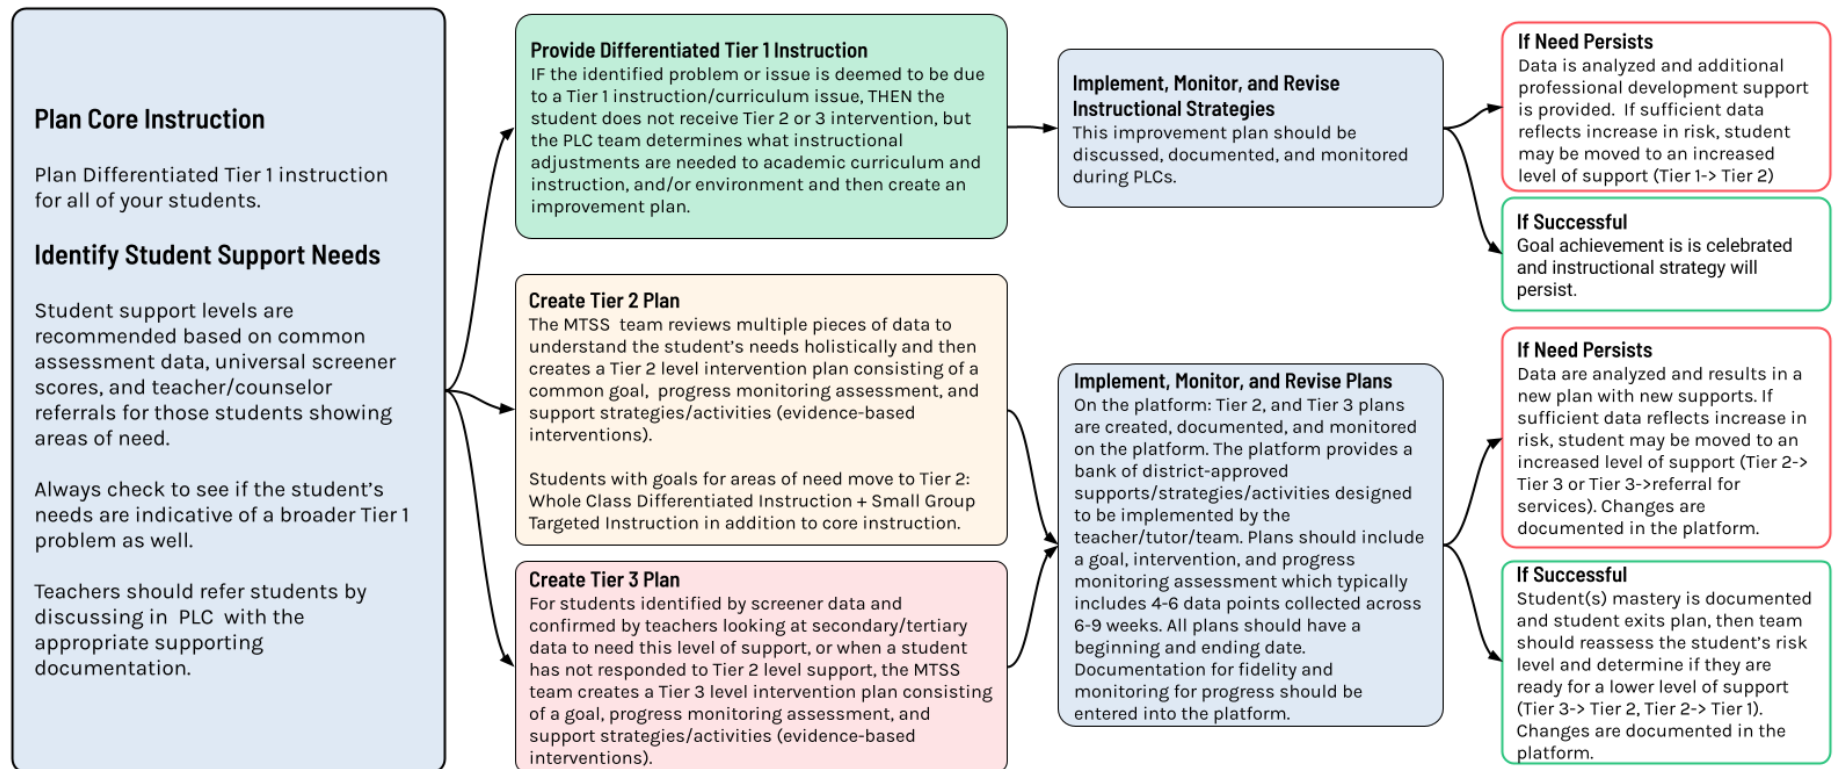 Plan Core Instruction
Plan Differentiated Tier 1 instruction
for all of your students.
Identify Student Support Needs
Student support levels are
recommended based on common
assessment data, universal screener
scores, and teacher/counselor
referrals for those students showing
areas of need.
Always check to see if the student's
needs are indicative of a broader Tier 1
problem as well.
Teachers should refer students by
discussing in PLC with the
appropriate supporting
documentation.
Provide Differentiated Tier 1 Instruction
IF the identified problem or issue is deemed to be due
to a Tier 1 instruction/curriculum issue, THEN the
student does not receive Tier 2 or 3 intervention, but
the PLC team determines what instructional
adjustments are needed to academic curriculum and
instruction, and/or environment and then create an
improvement plan.
Create Tier 2 Plan
The MTSS team reviews multiple pieces of data to
understand the student's needs holistically and then
creates a Tier 2 level intervention plan consisting of a
common goal, progress monitoring assessment, and
support strategies/activities (evidence-based
interventions).
Students with goals for areas of need move to Tier 2:
Whole Class Differentiated Instruction + Small Group
Targeted Instruction in addition to core instruction.
Create Tier 3 Plan
For students identified by screener data and
confirmed by teachers looking at secondary/tertiary
data to need this level of support, or when a student
has not responded to Tier 2 level support, the MTSS
team creates a Tier 3 level intervention plan consisting
of a goal, progress monitoring assessment, and
support strategies/activities (evidence-based
interventions).
Implement, Monitor, and Revise
Instructional Strategies
This improvement plan should be
discussed, documented, and monitored
during PLCs.
Implement, Monitor, and Revise Plans
On the platform: Tier 2, and Tier 3 plans
are created, documented, and monitored
on the platform. The platform provides a
bank of district-approved
supports/strategies/activities designed
to be implemented by the
teacher/tutor/team. Plans should include
a goal, intervention, and progress
monitoring assessment which typically
includes 4-6 data points collected across
6-9 weeks. All plans should have a
beginning and ending date.
Documentation for fidelity and
monitoring for progress should be
entered into the platform.
If Need Persists
Data is analyzed and additional
professional development support
is provided. If sufficient data
reflects increase in risk, student
may be moved to an increased
level of support (Tier 1-> Tier 2)
If Successful
Goal achievement is is celebrated
and instructional strategy will
persist.
If Need Persists
Data are analyzed and results in a
new plan with new supports. If
sufficient data reflects increase in
risk, student may be moved to an
increased level of support (Tier 2->
Tier 3 or Tier 3->referral for
services). Changes are
documented in the platform.
If Successful
Student(s) mastery is documented
and student exits plan, then team
should reassess the student's risk
level and determine if they are
ready for a lower level of support
(Tier 3-> Tier 2, Tier 2-> Tier 1).
Changes are documented in the
platform.